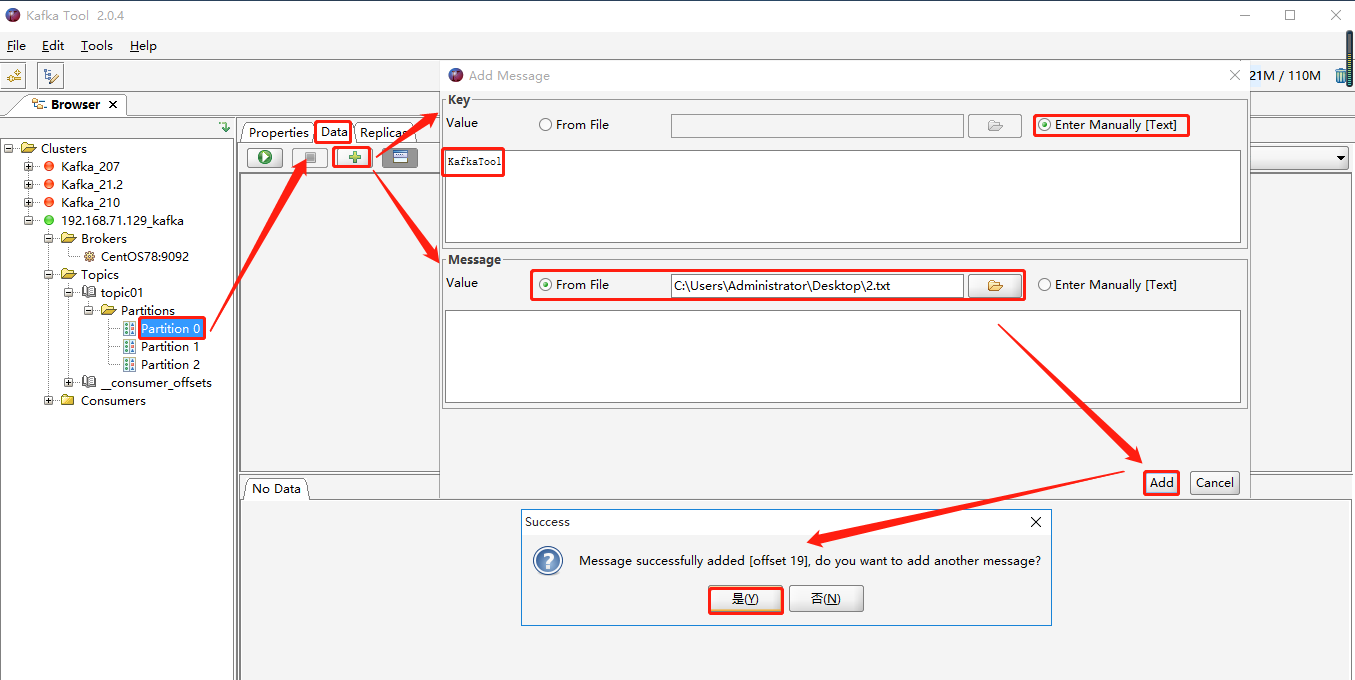 Kafka Tool 2.0.4
File Edit Tools Help
21M / 110M
Browser
Clusters
Kafka_207
Kafka_21.2
Kafka_210
192.168.71.129_kafka
Brokers
CentOS78:9092
Topics
topic01
Partitions
Partition 0
Partition 1
Partition 2
__consumer_offsets
Consumers
Properties Data Replicas
Add Message
Key
Value From File Enter Manually [Text]
KafkaTool
Message
Value From File C:\Users\Administrator\Desktop\2.txt Enter Manually [Text]
Add Cancel
No Data
Success
Message successfully added [offset 19], do you want to add another message?
是(Y) 否(N)